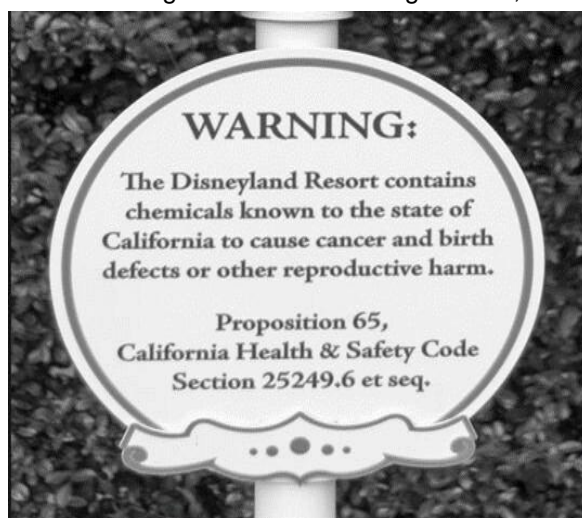 WARNING:
The Disneyland Resort contains
chemicals known to the state of
California to cause cancer and birth
defects or other reproductive harm.
Proposition 65,
California Health & Safety Code
Section 25249.6 et seq.